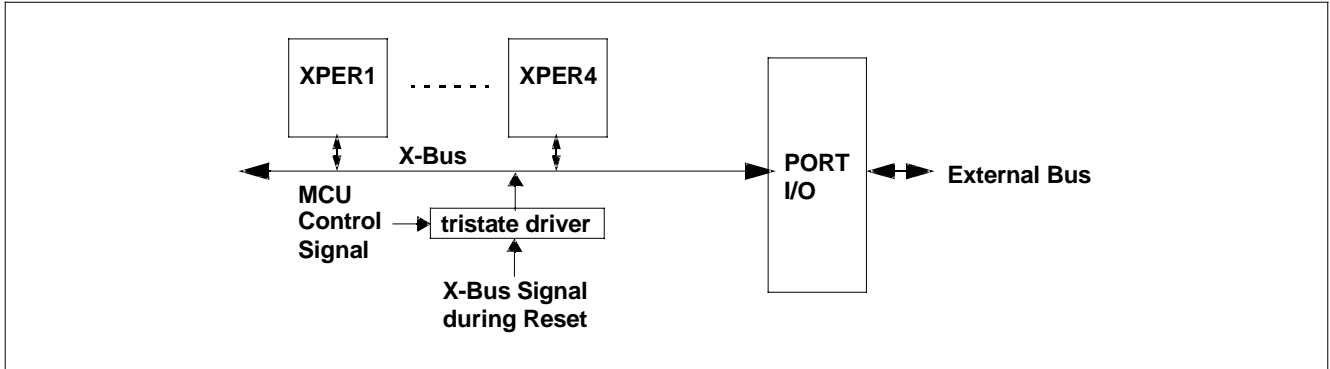 XPER1
XPER4
X-Bus
MCU
Control
Signal
tristate driver
X-Bus Signal
during Reset
PORT
I/O
External Bus